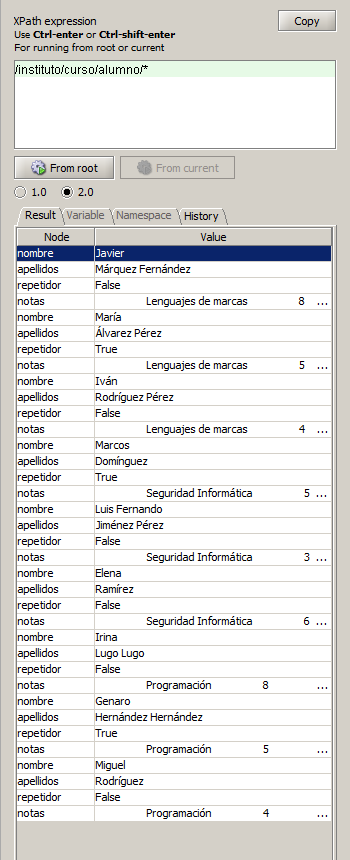 XPath expression
Copy
Use Ctrl-enter or Ctrl-shift-enter
For running from root or current
/instituto/curso/alumno/*
From root
From current
1.0
2.0
Result Variable Namespace History
Node Value
nombre Javier
apellidos Márquez Fernández
repetidor False
notas Lenguajes de marcas 8 ...
nombre María
apellidos Álvarez Pérez
repetidor True
notas Lenguajes de marcas 5 ...
nombre Iván
apellidos Rodríguez Pérez
repetidor False
notas Lenguajes de marcas 4 ...
nombre Marcos
apellidos Domínguez
repetidor True
notas Seguridad Informática 5 ...
nombre Luis Fernando
apellidos Jiménez Pérez
repetidor False
notas Seguridad Informática 3 ...
nombre Elena
apellidos Ramírez
repetidor False
notas Seguridad Informática 6 ...
nombre Irina
apellidos Lugo Lugo
repetidor False
notas Programación 8 ...
nombre Genaro
apellidos Hernández Hernández
repetidor True
notas Programación 5 ...
nombre Miguel
apellidos Rodríguez
repetidor False
notas Programación 4 ...